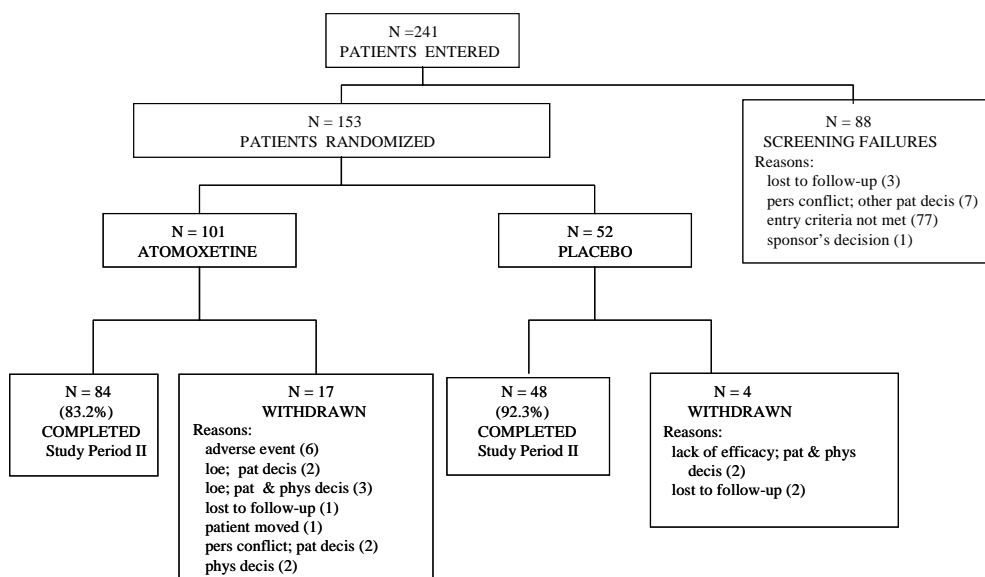 N =241
PATIENTS ENTERED
N = 153
PATIENTS RANDOMIZED
N = 88
SCREENING FAILURES
Reasons:
lost to follow-up (3)
pers conflict; other pat decis (7)
entry criteria not met (77)
sponsor's decision (1)
N = 101
ATOMOXETINE
N = 52
PLACEBO
N = 84
(83.2%)
COMPLETED
Study Period II
N = 17
WITHDRAWN
Reasons:
adverse event (6)
loe; pat decis (2)
loe; pat & phys decis (3)
lost to follow-up (1)
patient moved (1)
pers conflict; pat decis (2)
phys decis (2)
N = 48
(92.3%)
COMPLETED
Study Period II
N = 4
WITHDRAWN
Reasons:
lack of efficacy; pat & phys
decis (2)
lost to follow-up (2)